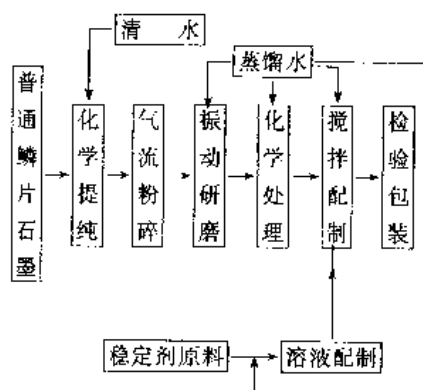 清 水
蒸馏水
普通鳞片石墨
化学提纯
气流粉碎
振动研磨
化学处理
搅拌配制
检验包装
稳定剂原料
溶液配制